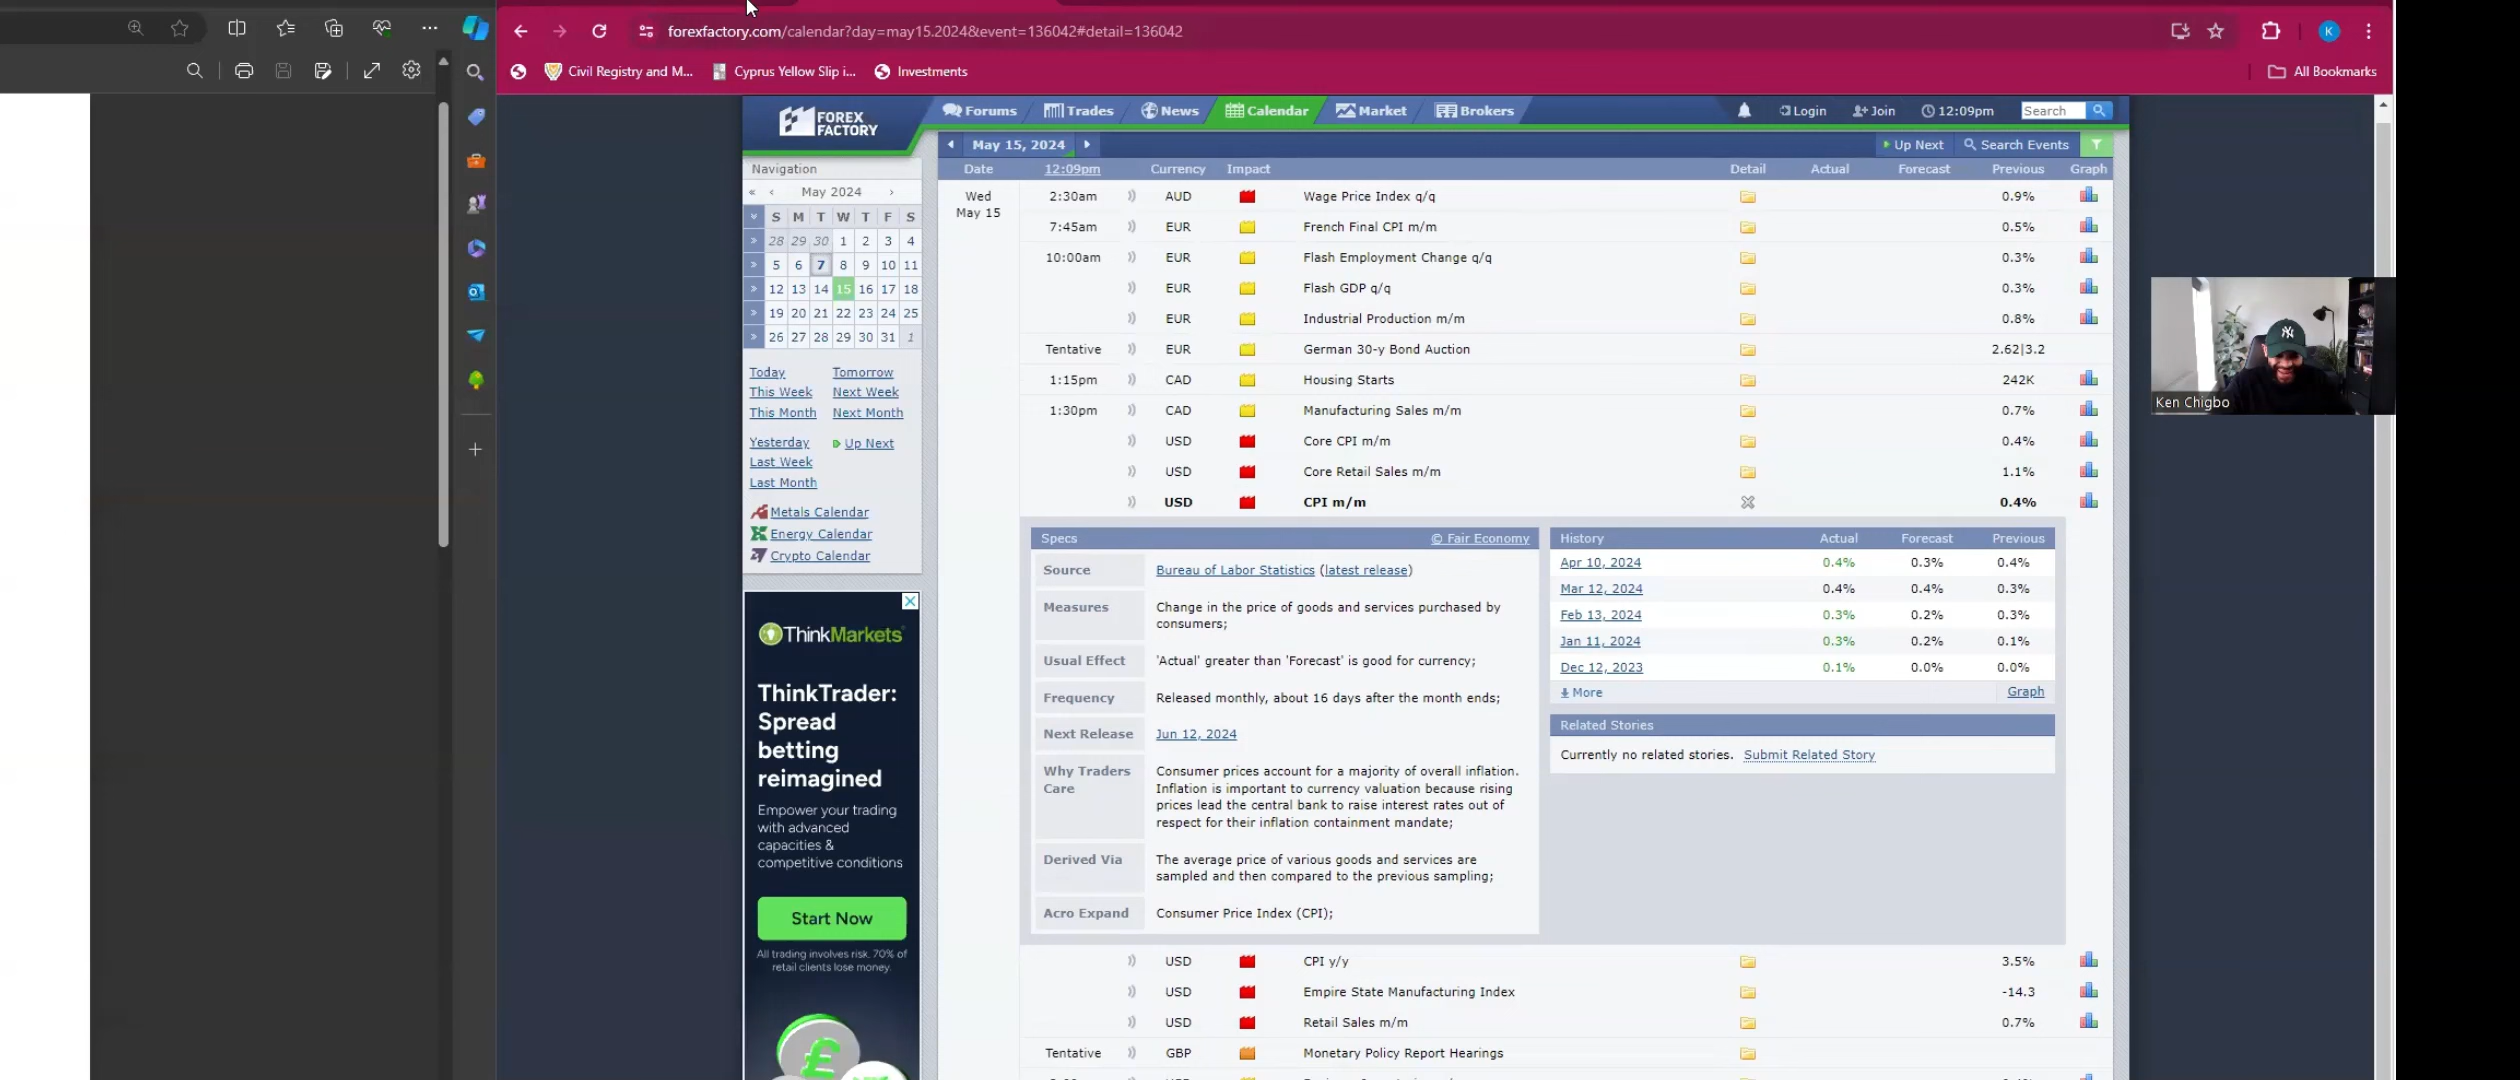 forexfactory.com/calendar?day=may15.2024&event=136042#detail=136042
K
Civil Registry and M...
Cyprus Yellow Slip i...
Investments
All Bookmarks
FOREX
FACTORY
Forums
Trades
News
Calendar
Market
Brokers
Login
Join
12:09pm
Search
May 15, 2024
Up Next
Search Events
Date 12:09pm Currency Impact Detail Actual Forecast Previous Graph
Navigation
« ‹ May 2024 ›
S M T W T F S
28 29 30 1 2 3 4
5 6 7 8 9 10 11
12 13 14 15 16 17 18
19 20 21 22 23 24 25
26 27 28 29 30 31 1
Today Tomorrow
This Week Next Week
This Month Next Month
Yesterday Up Next
Last Week
Last Month
Metals Calendar
Energy Calendar
Crypto Calendar
Wed
May 15
2:30am AUD Wage Price Index q/q 0.9%
7:45am EUR French Final CPI m/m 0.5%
10:00am EUR Flash Employment Change q/q 0.3%
EUR Flash GDP q/q 0.3%
EUR Industrial Production m/m 0.8%
Tentative EUR German 30-y Bond Auction 2.62|3.2
1:15pm CAD Housing Starts 242K
1:30pm CAD Manufacturing Sales m/m 0.7%
USD Core CPI m/m 0.4%
USD Core Retail Sales m/m 1.1%
USD CPI m/m 0.4%
Specs © Fair Economy
Source Bureau of Labor Statistics (latest release)
Measures Change in the price of goods and services purchased by
consumers;
Usual Effect 'Actual' greater than 'Forecast' is good for currency;
Frequency Released monthly, about 16 days after the month ends;
Next Release Jun 12, 2024
Why Traders
Care
Consumer prices account for a majority of overall inflation.
Inflation is important to currency valuation because rising
prices lead the central bank to raise interest rates out of
respect for their inflation containment mandate;
Derived Via The average price of various goods and services are
sampled and then compared to the previous sampling;
Acro Expand Consumer Price Index (CPI);
History Actual Forecast Previous
Apr 10, 2024 0.4% 0.3% 0.4%
Mar 12, 2024 0.4% 0.4% 0.3%
Feb 13, 2024 0.3% 0.2% 0.3%
Jan 11, 2024 0.3% 0.2% 0.1%
Dec 12, 2023 0.1% 0.0% 0.0%
More Graph
Related Stories
Currently no related stories. Submit Related Story
USD CPI y/y 3.5%
USD Empire State Manufacturing Index -14.3
USD Retail Sales m/m 0.7%
Tentative GBP Monetary Policy Report Hearings
ThinkMarkets
ThinkTrader:
Spread
betting
reimagined
Empower your trading
with advanced
capacities &
competitive conditions
Start Now
All trading involves risk. 70% of
retail clients lose money.
£
Ken Chigbo